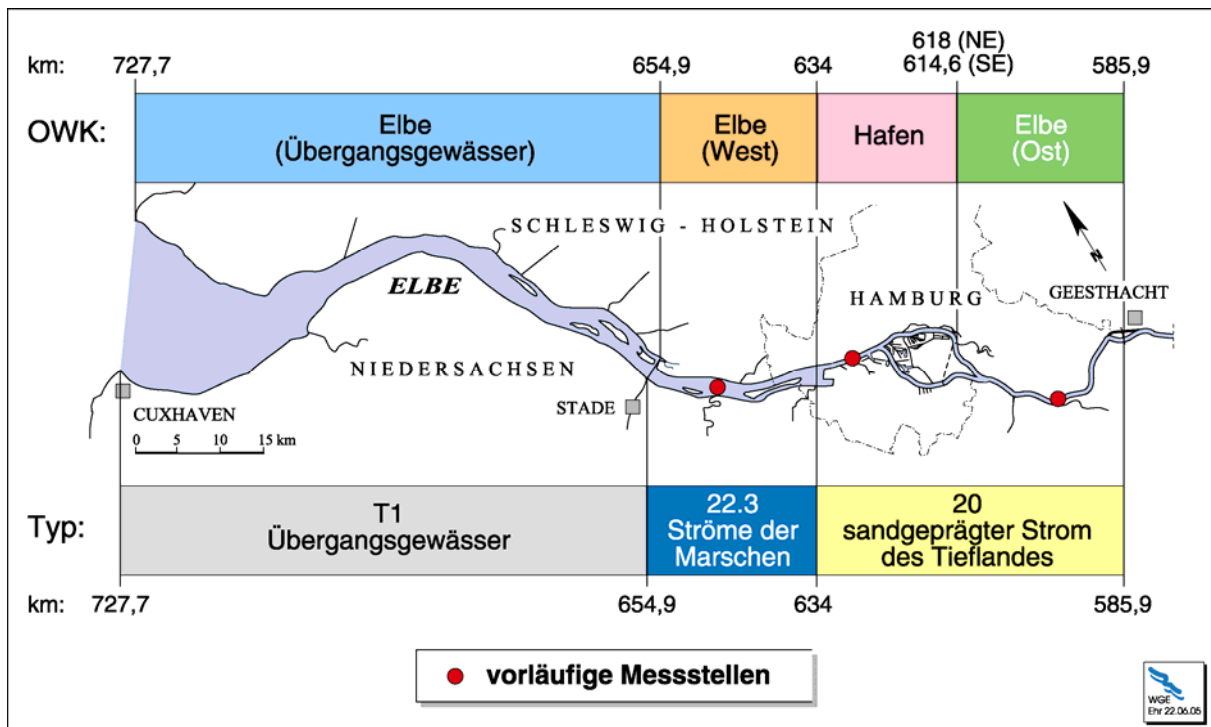 618 (NE)
km: 727,7 654,9 634 614,6 (SE) 585,9
OWK:
Elbe
(Übergangsgewässer)
Elbe
(West)
Hafen
Elbe
(Ost)
SCHLESWIG - HOLSTEIN
ELBE
HAMBURG
N
GEESTHACHT
NIEDERSACHSEN
CUXHAVEN
STADE
0 5 10 15 km
Typ:
T1
Übergangsgewässer
22.3
Ströme der
Marschen
20
sandgeprägter Strom
des Tieflandes
km: 727,7 654,9 634 585,9
vorläufige Messstellen
WGE
Ehr 22.06.05